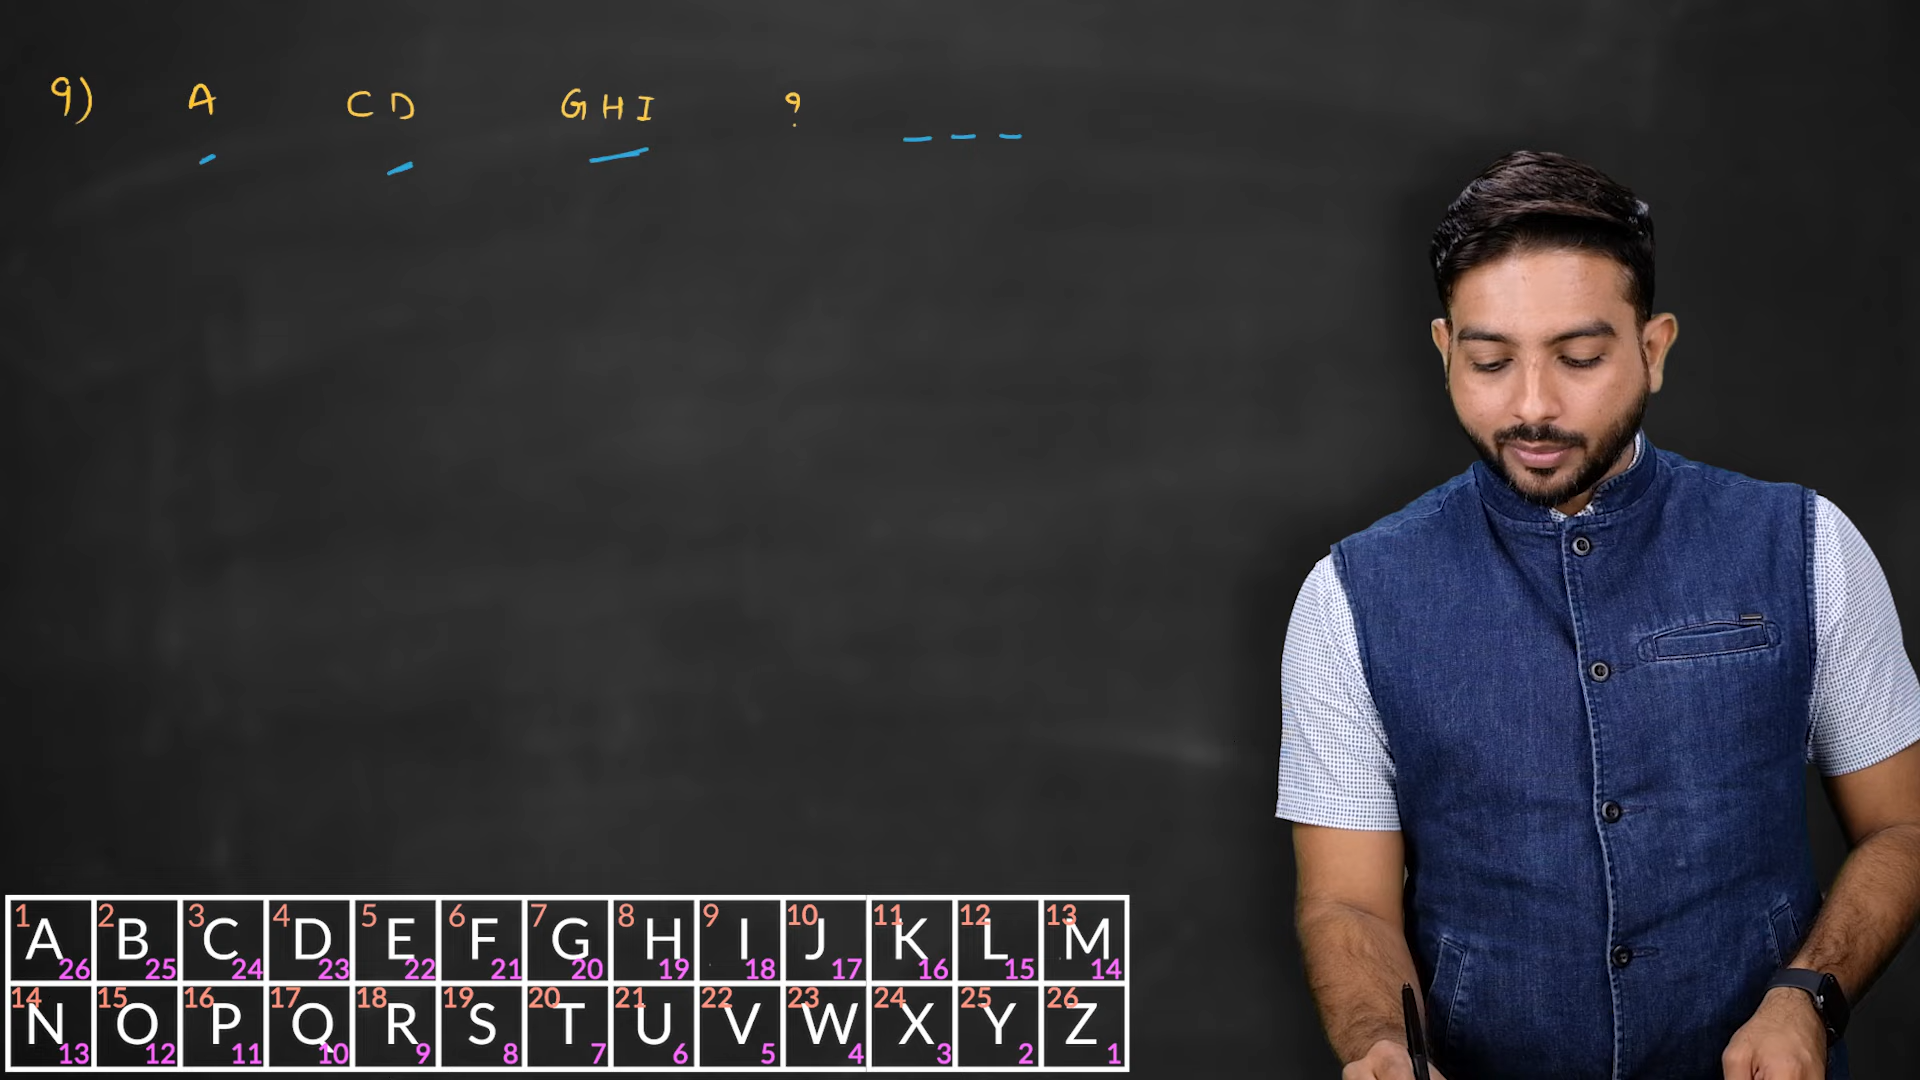 9) A C D G H I ?
1 A 26 2 B 25 3 C 24 4 D 23 5 E 22 6 F 21 7 G 20 8 H 19 9 I 18 10 J 17 11 K 16 12 L 15 13 M 14
14 N 13 15 O 12 16 P 11 17 Q 10 18 R 9 19 S 8 20 T 7 21 U 6 22 V 5 23 W 4 24 X 3 25 Y 2 26 Z 1